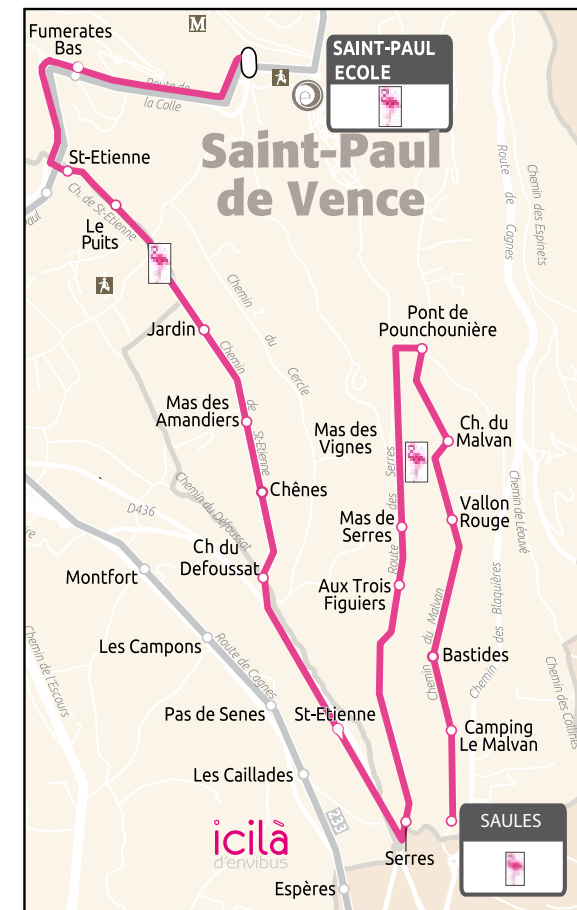 Fumerates
Bas
M
Route de
la Colle
SAINT-PAUL
ECOLE
e
Saint-Paul
de Vence
St-Etienne
Ch. de St-Etienne
Le
Puits
Route de Cagnes
Chemin des Espinets
Chemin du Cercle
Jardin
Chemin de St-Etienne
Pont de
Pounchounière
Mas des
Amandiers
Mas des
Vignes
Ch. du
Malvan
Chênes
Chemin du Défoussat
D436
Route des Serres
Chemin de Léouvé
Vallon
Rouge
Mas de
Serres
Ch du
Defoussat
Montfort
Aux Trois
Figuiers
Chemin du Malvan
Chemin des Blaquières
Chemin de l'Escours
Les Campons
Route de Cagnes
Bastides
Chemin des Collines
Pas de Senes
St-Etienne
Camping
Le Malvan
Les Caillades
233
SAULES
icilà
d'envibus
Serres
Espères